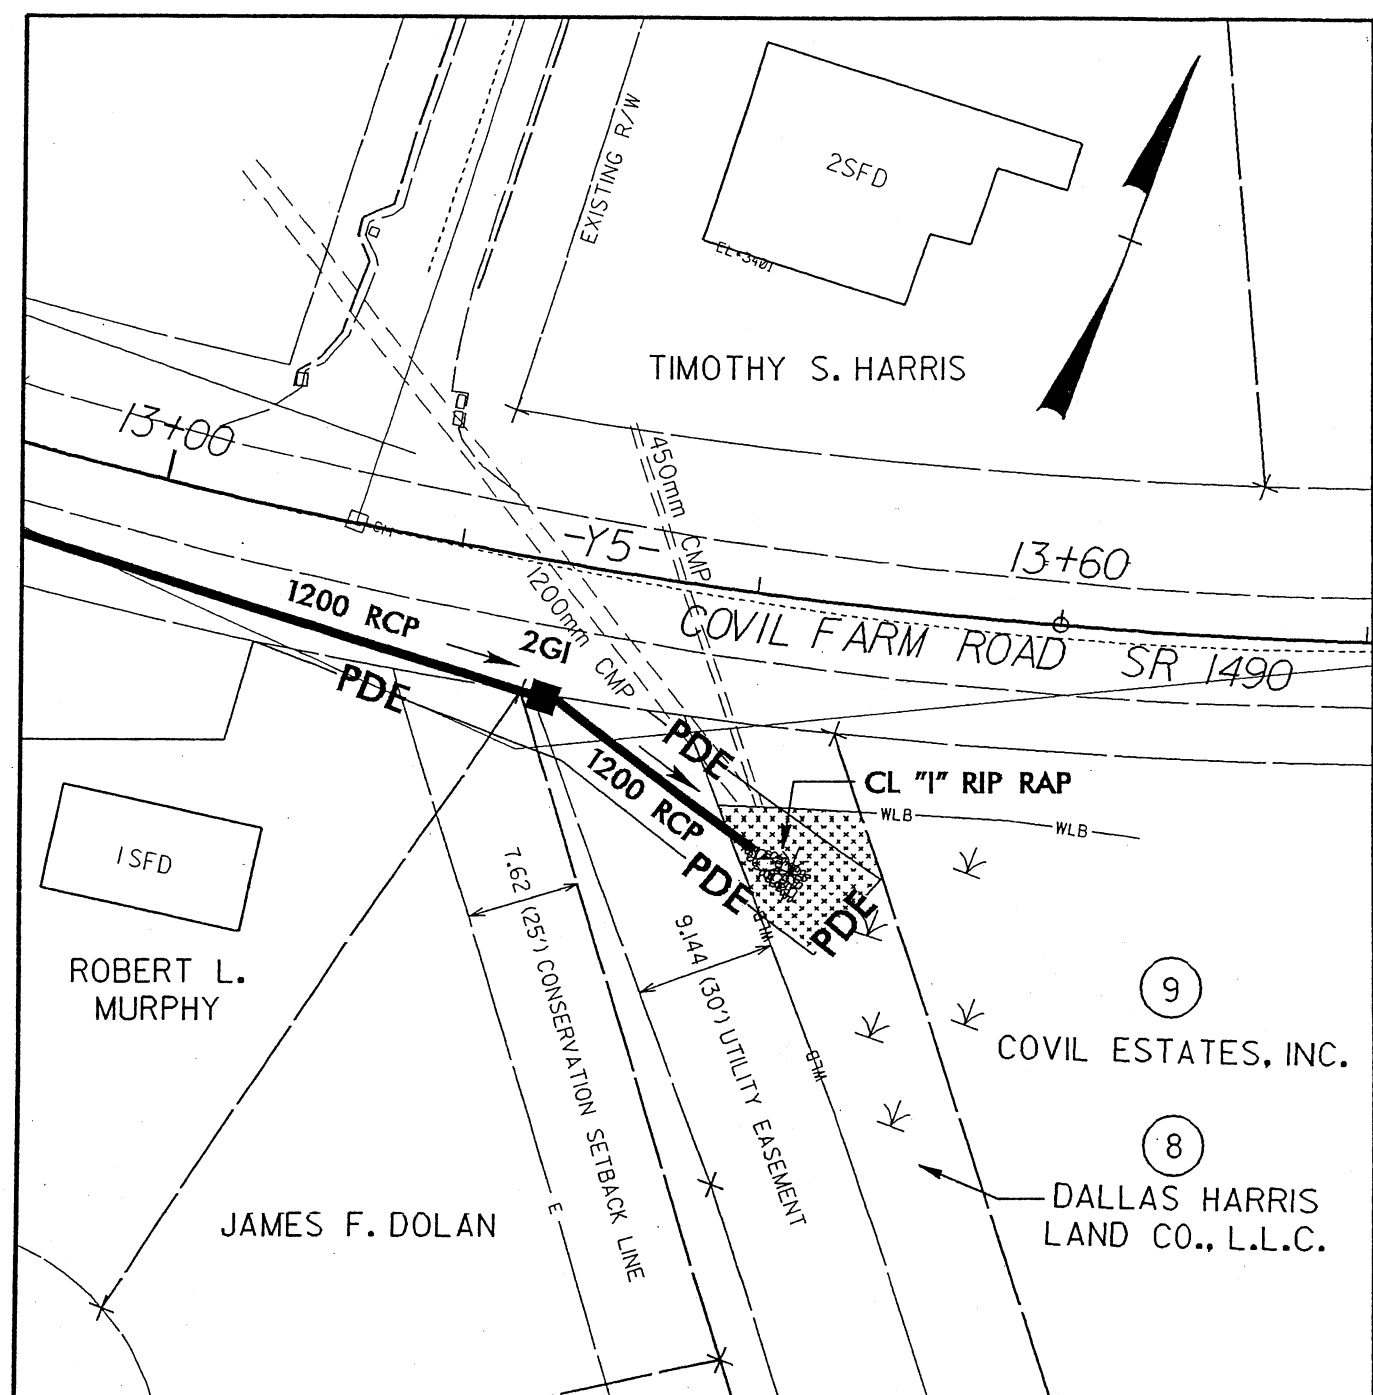 EXISTING R/W
2SFD
TIMOTHY S. HARRIS
13+00
450mm CMP
-Y5-
13+60
1200mm CMP
1200 RCP
2GI
COVIL FARM ROAD SR 1490
PDE
PDE
1200 RCP
CL "I" RIP RAP
WLB
WLB
1SFD
PDE
PDE
WLB
7.62 (25') CONSERVATION SETBACK LINE
9.144 (30') UTILITY EASEMENT
ROBERT L.
MURPHY
9
COVIL ESTATES, INC.
WLB
8
DALLAS HARRIS
LAND CO., L.L.C.
E
JAMES F. DOLAN